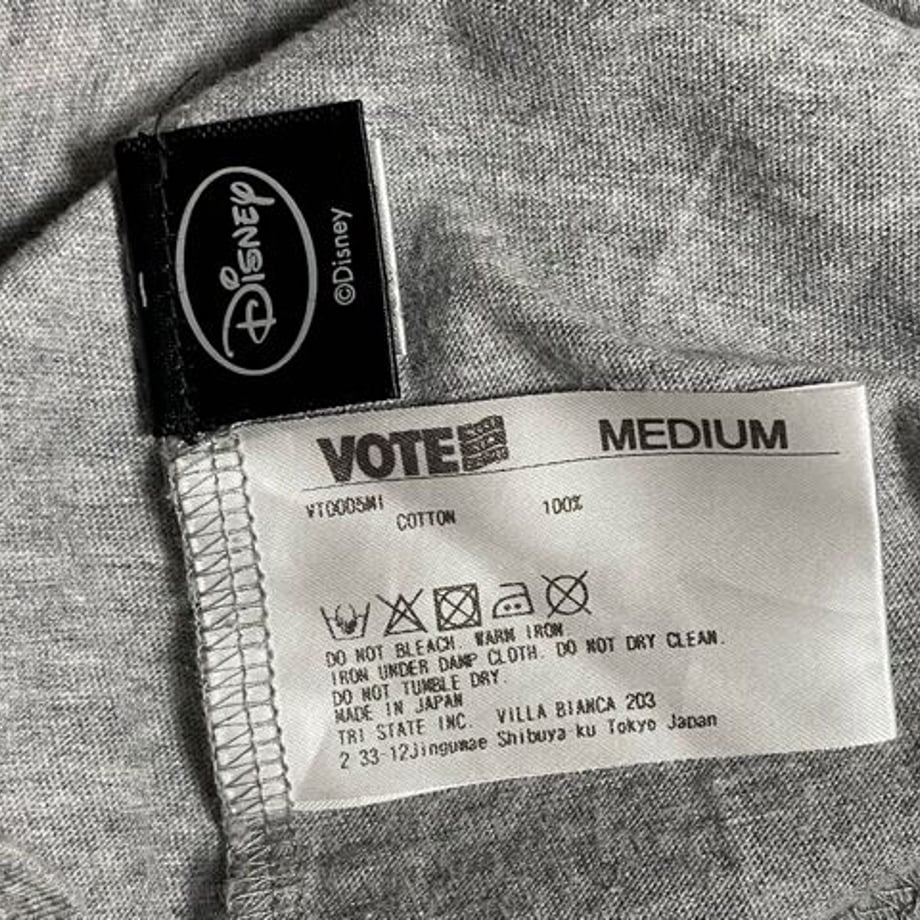 Disney
©Disney
VOTE MEDIUM
VT0005M1
COTTON 100%
DO NOT BLEACH. WARM IRON
IRON UNDER DAMP CLOTH. DO NOT DRY CLEAN.
DO NOT TUMBLE DRY.
MADE IN JAPAN
TRI STATE INC. VILLA BIANCA 203
2 33-12Jingumae Shibuya ku Tokyo Japan